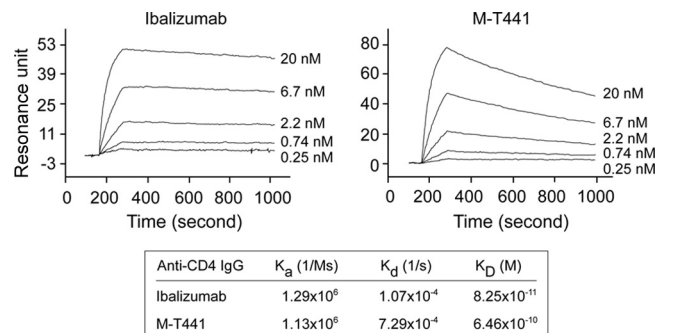 Ibalizumab
M-T441
Resonance unit
53
39
25
11
-3
20 nM
6.7 nM
2.2 nM
0.74 nM
0.25 nM
0 200 400 600 800 1000
Time (second)
80
60
40
20
0
20 nM
6.7 nM
2.2 nM
0.74 nM
0.25 nM
0 200 400 600 800 1000
Time (second)
Anti-CD4 IgG Ka (1/Ms) Kd (1/s) KD (M)
Ibalizumab 1.29x10⁶ 1.07x10⁻⁴ 8.25x10⁻¹¹
M-T441 1.13x10⁶ 7.29x10⁻⁴ 6.46x10⁻¹⁰